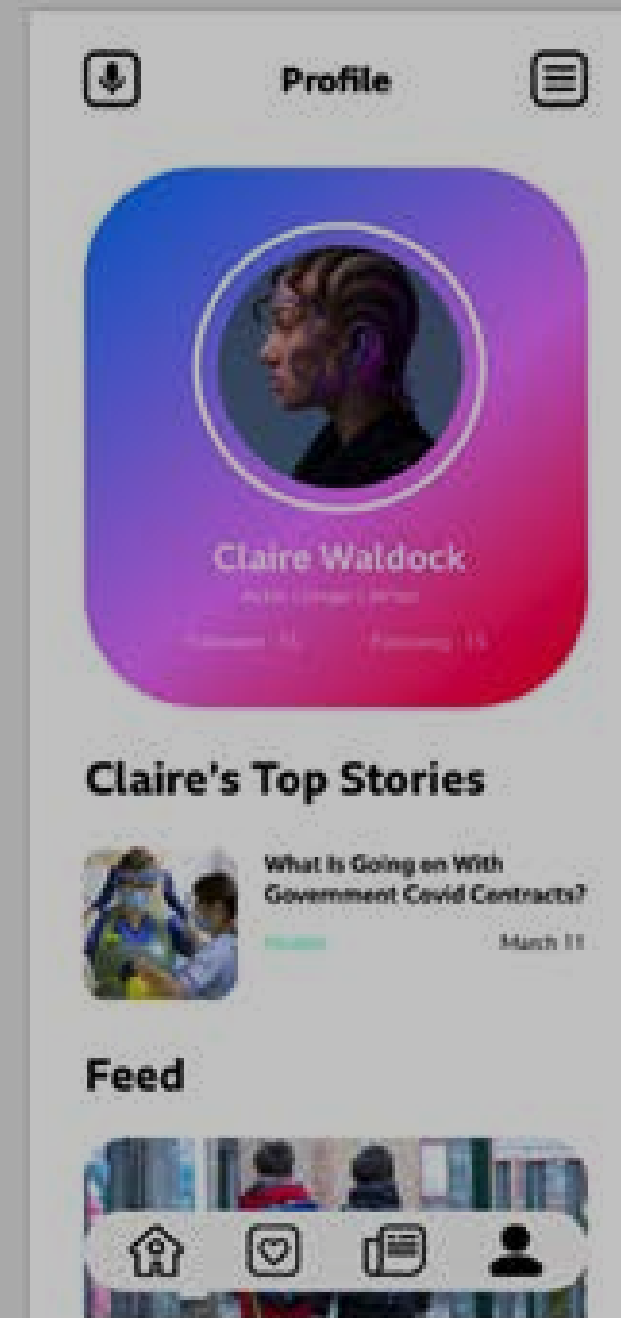 Profile
Claire Waldock
Claire's Top Stories
What Is Going on With
Government Covid Contracts?
March 11
Feed